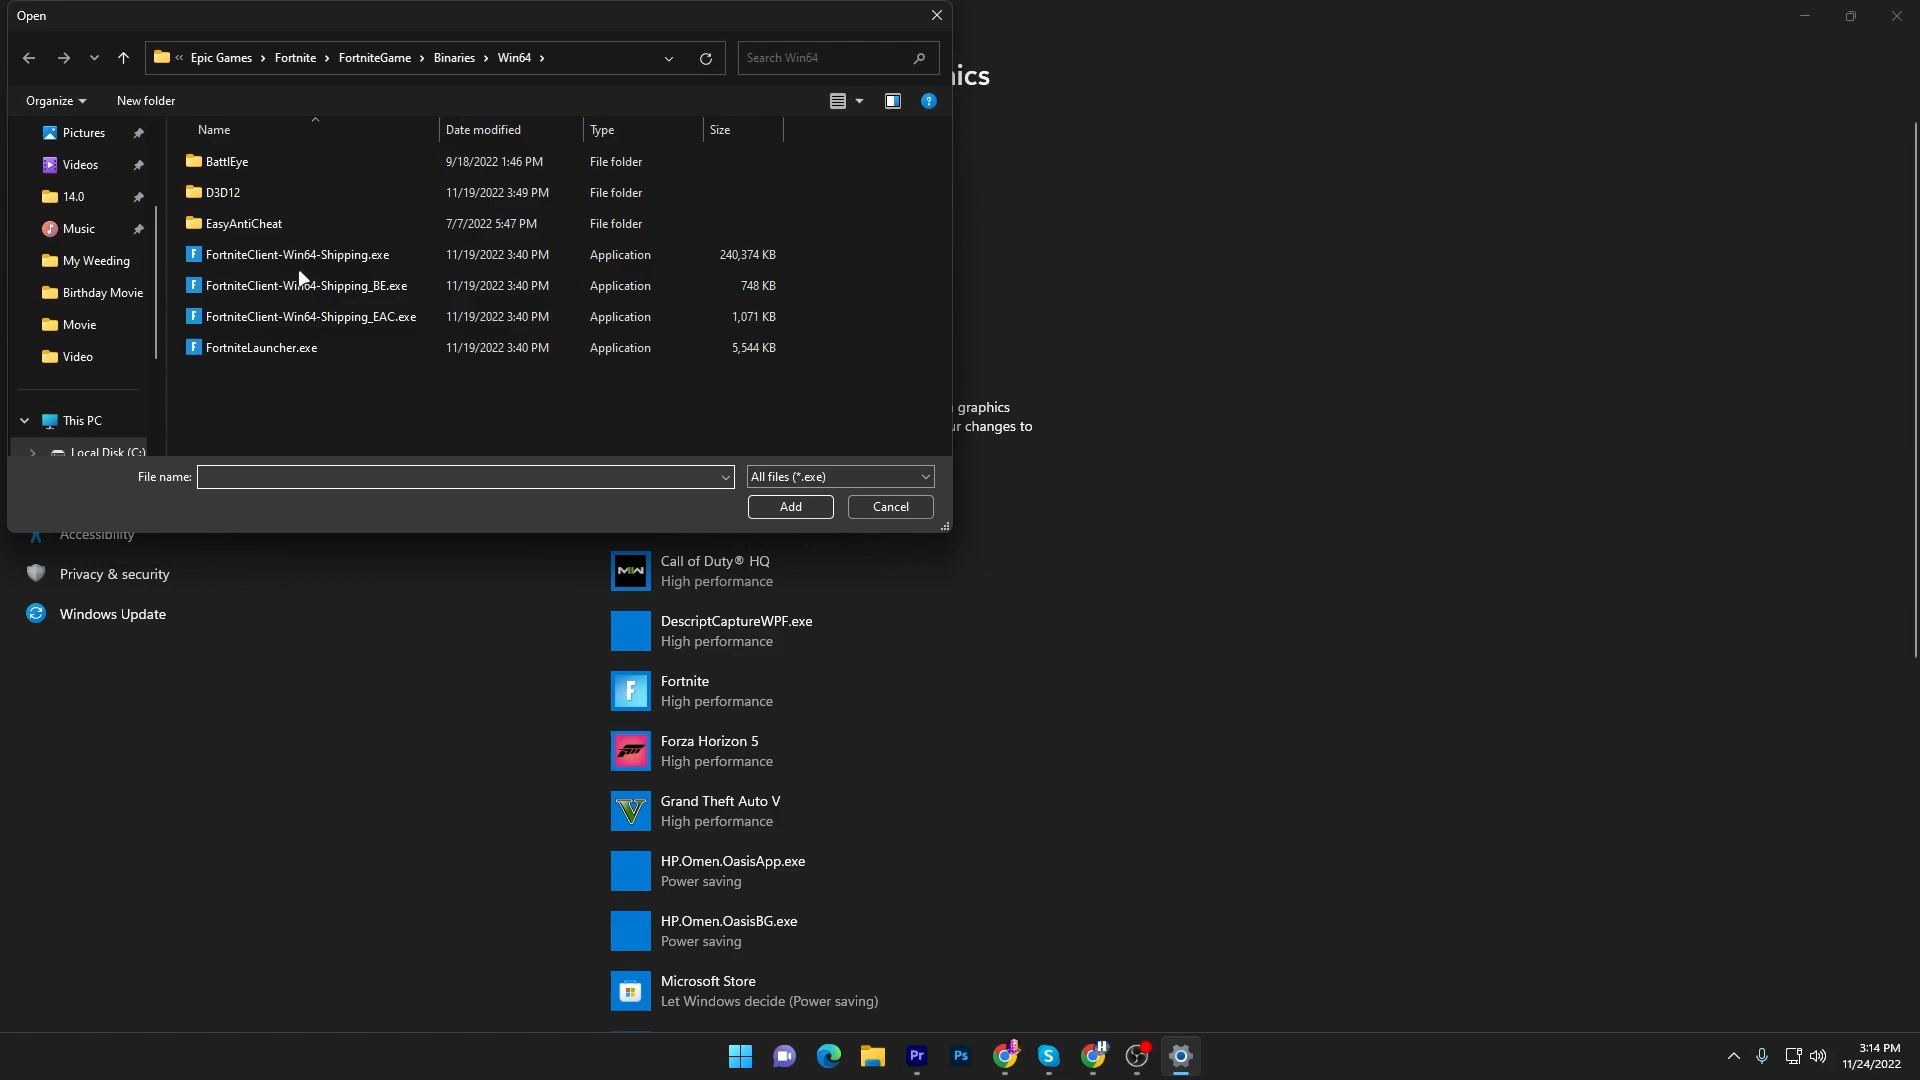 Open
Epic Games
Fortnite
FortniteGame
Binaries
Win64
Search Win64
ics
Organize
New folder
Pictures
Videos
14.0
Music
My Weeding
Birthday Movie
Movie
Video
This PC
Local Disk (C:)
Name Date modified Type Size
BattlEye 9/18/2022 1:46 PM File folder
D3D12 11/19/2022 3:49 PM File folder
EasyAntiCheat 7/7/2022 5:47 PM File folder
FortniteClient-Win64-Shipping.exe 11/19/2022 3:40 PM Application 240,374 KB
FortniteClient-Win64-Shipping_BE.exe 11/19/2022 3:40 PM Application 748 KB
FortniteClient-Win64-Shipping_EAC.exe 11/19/2022 3:40 PM Application 1,071 KB
FortniteLauncher.exe 11/19/2022 3:40 PM Application 5,544 KB
graphics
ur changes to
File name:
All files (*.exe)
Add
Cancel
Accessibility
Privacy & security
Windows Update
Call of Duty® HQ
High performance
DescriptCaptureWPF.exe
High performance
Fortnite
High performance
Forza Horizon 5
High performance
Grand Theft Auto V
High performance
HP.Omen.OasisApp.exe
Power saving
HP.Omen.OasisBG.exe
Power saving
Microsoft Store
Let Windows decide (Power saving)
3:14 PM
11/24/2022